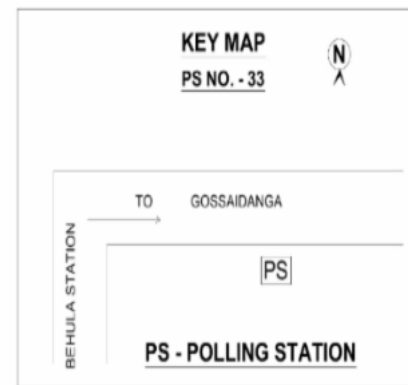 KEY MAP
N
PS NO. - 33
TO GOSSAIDANGA
BEHULA STATION
PS
PS - POLLING STATION